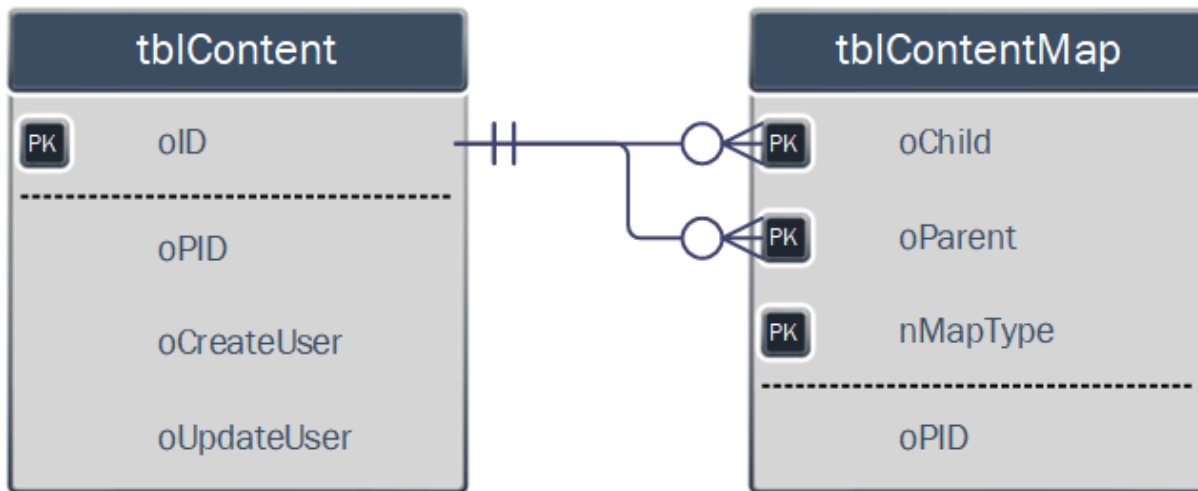 tblContent
PK oID
oPID
oCreateUser
oUpdateUser
tblContentMap
PK oChild
PK oParent
PK nMapType
oPID